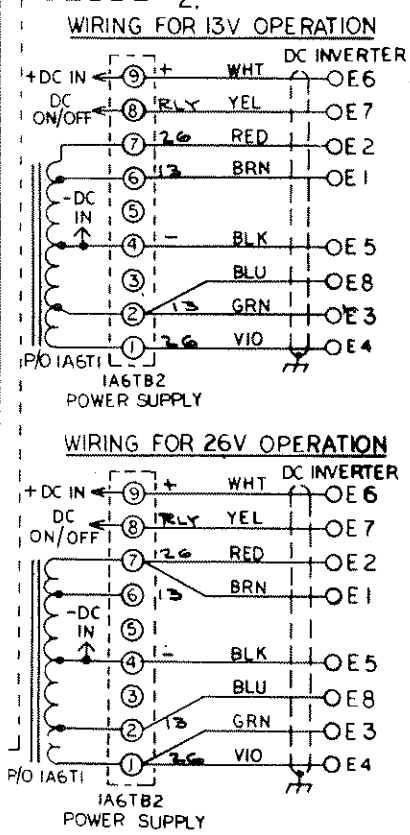 2.
WIRING FOR 13V OPERATION
DC INVERTER
+DC IN 9 + WHT E6
DC ON/OFF 8 RLY YEL E7
7 26 RED E2
6 13 BRN E1
-DC IN
5
4 - BLK E5
3 BLU E8
2 13 GRN E3
1 26 VIO E4
P/O 1A6T1
1A6TB2
POWER SUPPLY
WIRING FOR 26V OPERATION
DC INVERTER
+DC IN 9 + WHT E6
DC ON/OFF 8 RLY YEL E7
7 26 RED E2
6 13 BRN E1
-DC IN
5
4 - BLK E5
3 BLU E8
2 13 GRN E3
1 26 VIO E4
P/O 1A6T1
1A6TB2
POWER SUPPLY